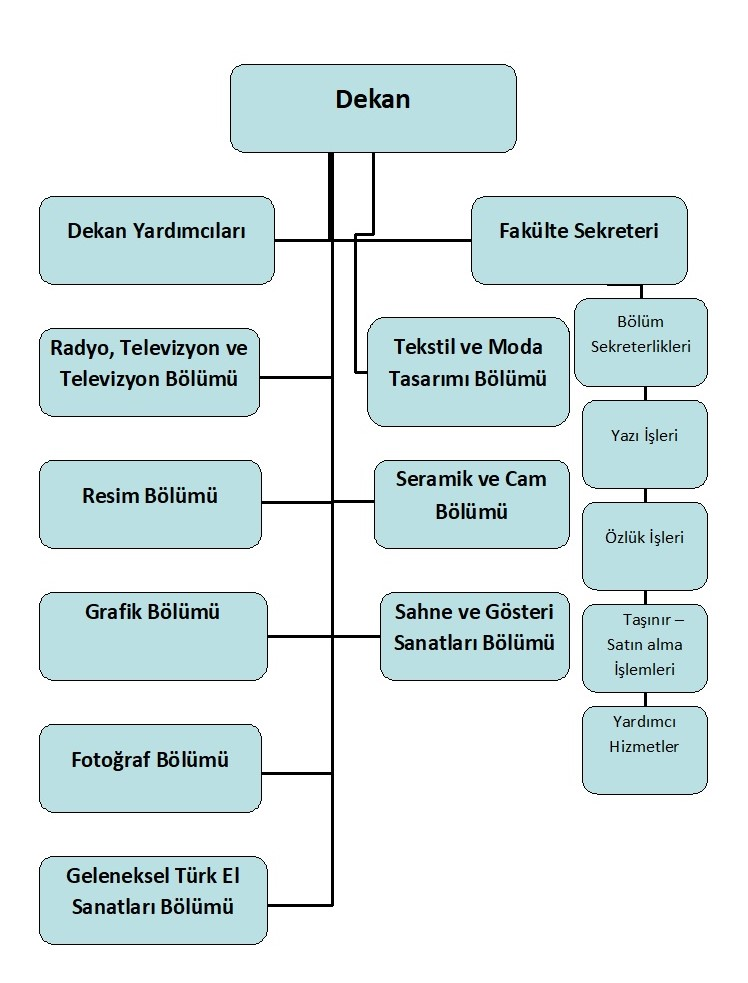 Dekan
Dekan Yardımcıları
Fakülte Sekreteri
Radyo, Televizyon ve
Televizyon Bölümü
Tekstil ve Moda
Tasarımı Bölümü
Bölüm
Sekreterlikleri
Yazı İşleri
Resim Bölümü
Seramik ve Cam
Bölümü
Özlük İşleri
Grafik Bölümü
Sahne ve Gösteri
Sanatları Bölümü
Taşınır –
Satın alma
İşlemleri
Fotoğraf Bölümü
Yardımcı
Hizmetler
Geleneksel Türk El
Sanatları Bölümü